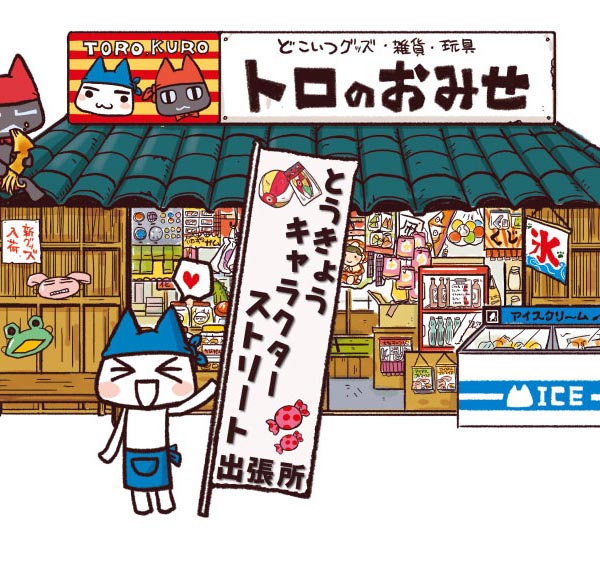 TORO.KURO
どこいつグッズ・雑貨・玩具
トロのおみせ
新グッズ
入荷
とうきょう
キャラクター
ストリート
出張所
くじ
氷
アイスクリーム
ICE